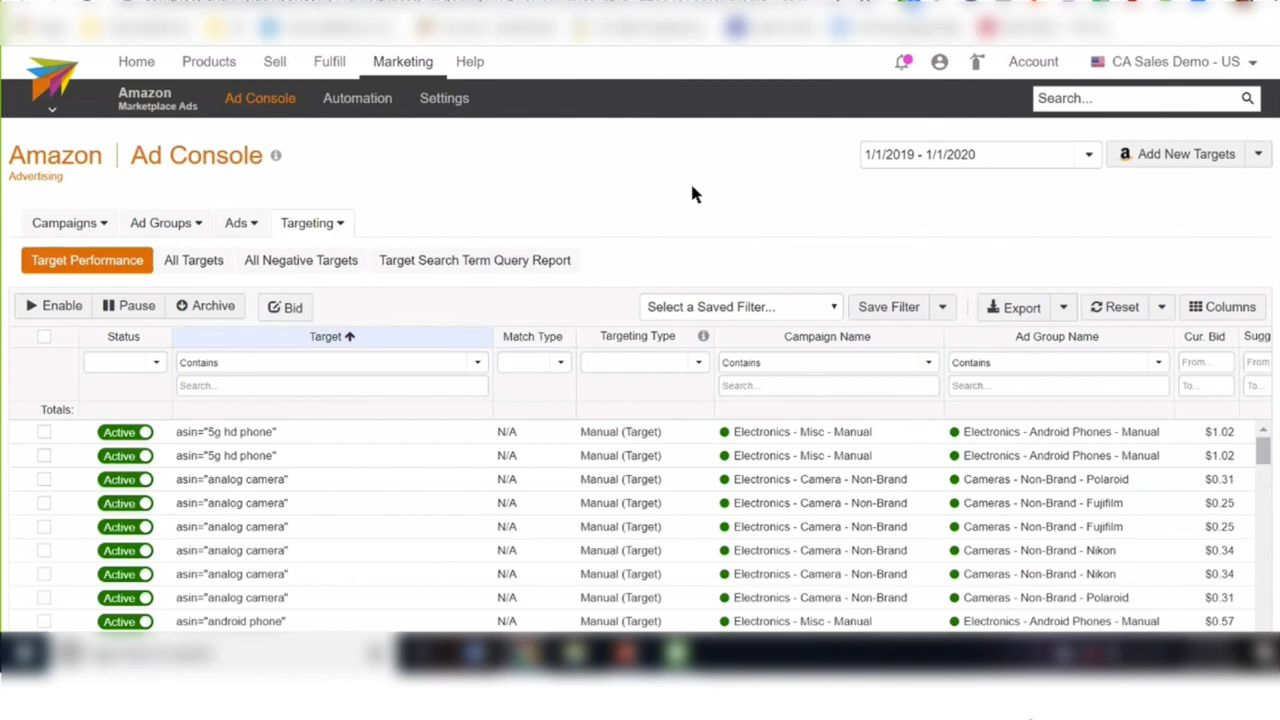 Home Products Sell Fulfill Marketing Help Account CA Sales Demo - US
Amazon
Marketplace Ads
Ad Console Automation Settings Search...
Amazon Ad Console
Advertising
1/1/2019 - 1/1/2020 Add New Targets
Campaigns Ad Groups Ads Targeting
Target Performance All Targets All Negative Targets Target Search Term Query Report
Enable Pause Archive Bid Select a Saved Filter... Save Filter Export Reset Columns
Status Target Match Type Targeting Type Campaign Name Ad Group Name Cur. Bid Sugg
Contains Contains Contains From... From
Search... Search... Search... To... To...
Totals:
Active asin="5g hd phone" N/A Manual (Target) Electronics - Misc - Manual Electronics - Android Phones - Manual $1.02
Active asin="5g hd phone" N/A Manual (Target) Electronics - Misc - Manual Electronics - Android Phones - Manual $1.02
Active asin="analog camera" N/A Manual (Target) Electronics - Camera - Non-Brand Cameras - Non-Brand - Polaroid $0.31
Active asin="analog camera" N/A Manual (Target) Electronics - Camera - Non-Brand Cameras - Non-Brand - Fujifilm $0.25
Active asin="analog camera" N/A Manual (Target) Electronics - Camera - Non-Brand Cameras - Non-Brand - Fujifilm $0.25
Active asin="analog camera" N/A Manual (Target) Electronics - Camera - Non-Brand Cameras - Non-Brand - Nikon $0.34
Active asin="analog camera" N/A Manual (Target) Electronics - Camera - Non-Brand Cameras - Non-Brand - Nikon $0.34
Active asin="analog camera" N/A Manual (Target) Electronics - Camera - Non-Brand Cameras - Non-Brand - Polaroid $0.31
Active asin="android phone" N/A Manual (Target) Electronics - Misc - Manual Electronics - Android Phones - Manual $0.57